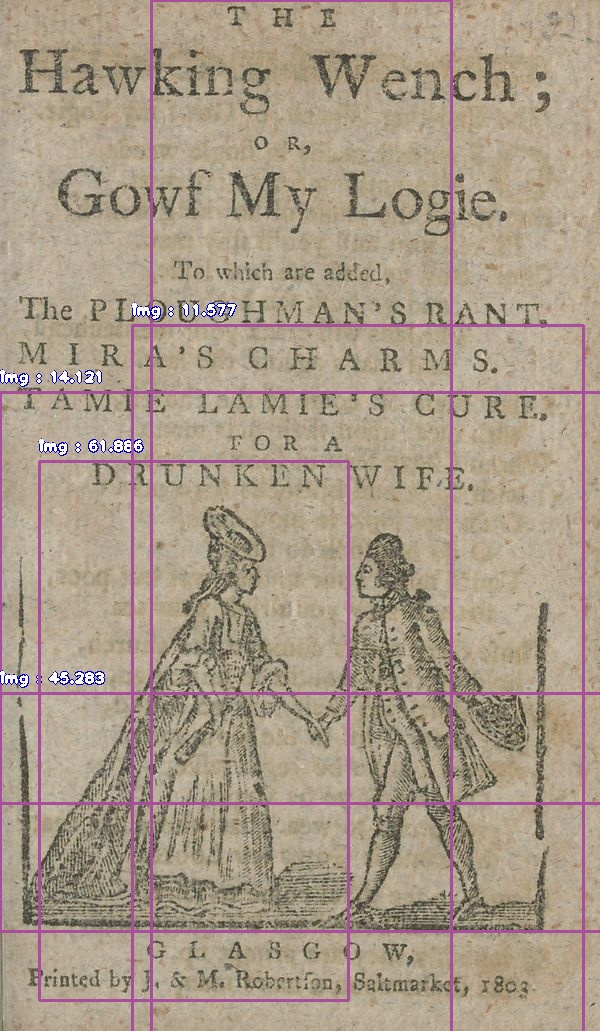 THE
Hawking Wench;
OR,
Gowf My Logie.
To which are added,
The PLOUGHMAN'S RANT.
MIRA'S CHARMS.
TAMIE LAMIE'S CURE.
FOR A
DRUNKEN WIFE.
GLASGOW,
Printed by J. & M. Robertſon, Saltmarket, 1803
Img : 11.577
Img : 14.121
Img : 61.886
Img : 45.283